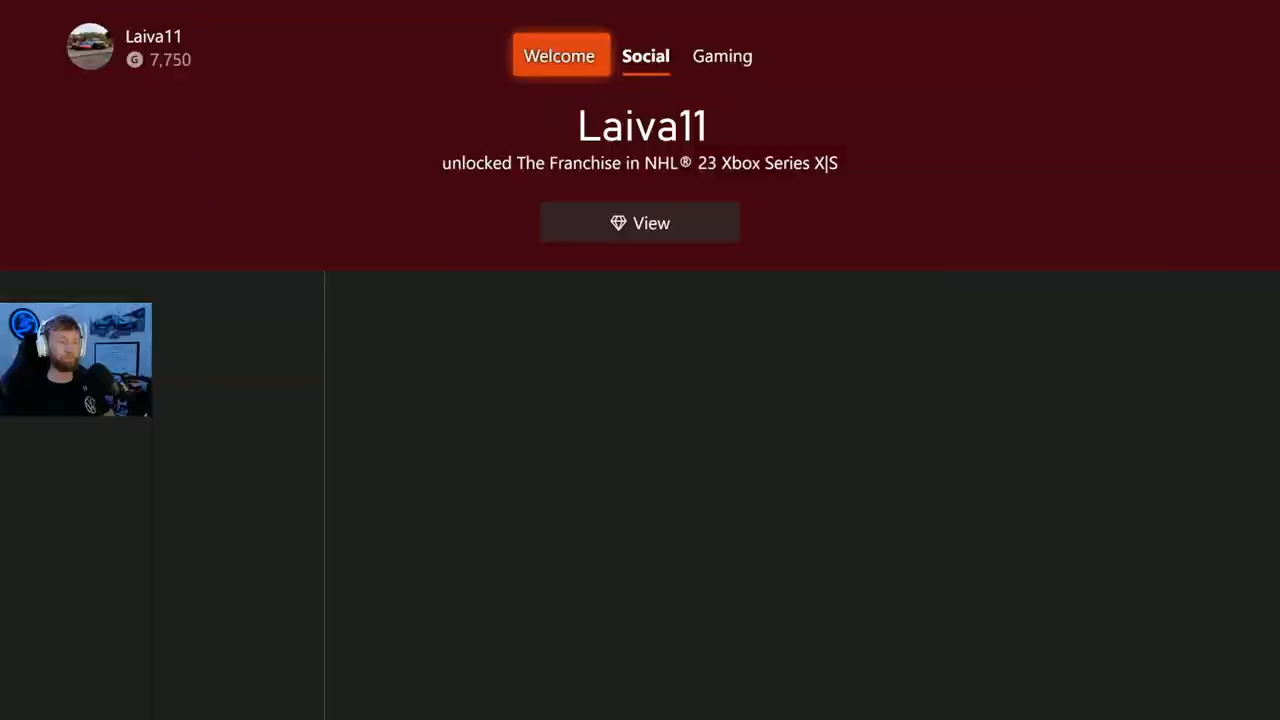 Laiva11
G 7,750
Welcome
Social
Gaming
Laiva11
unlocked The Franchise in NHL® 23 Xbox Series X|S
View